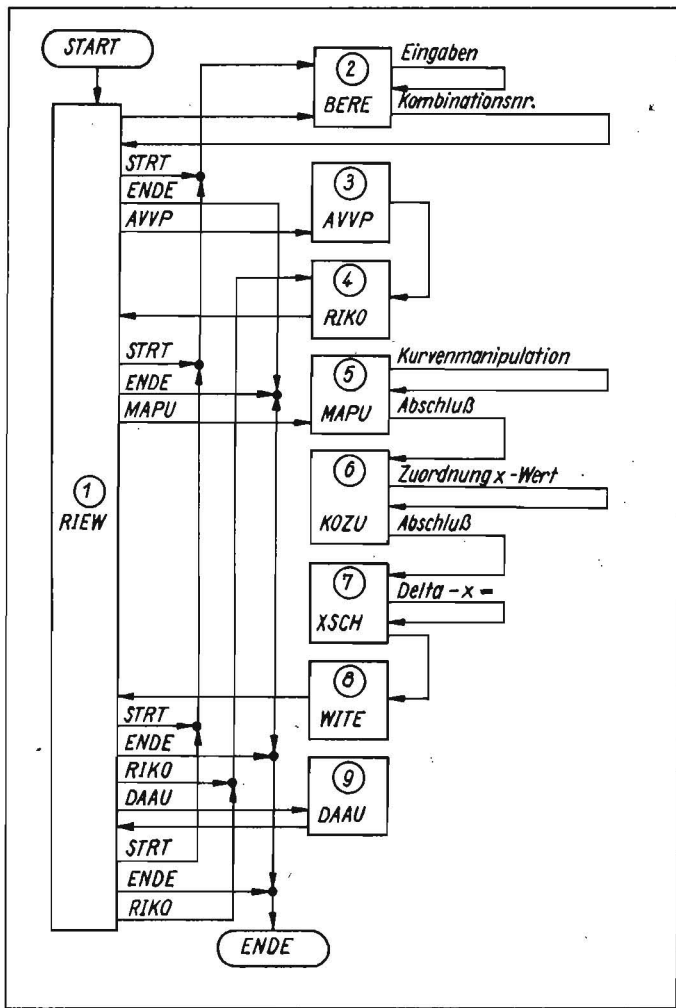 START
2
BERE
Eingaben
Kombinationsnr.
STRT
ENDE
AVVP
3
AVVP
4
RIKO
STRT
ENDE
MAPU
5
MAPU
Kurvenmanipulation
Abschluß
1
RIEW
6
KOZU
Zuordnung x-Wert
Abschluß
7
XSCH
Delta-x=
8
WITE
STRT
ENDE
RIKO
DAAU
9
DAAU
STRT
ENDE
RIKO
ENDE